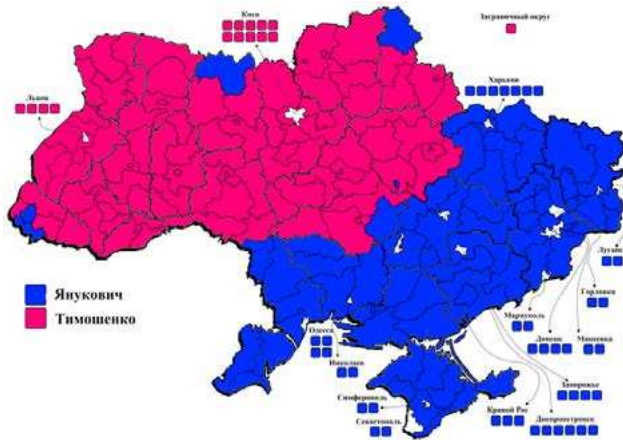 Киев
Заграничный округ
Харьков
Львов
Луганск
Янукович
Тимошенко
Горловка
Мариуполь
Донецк
Макеевка
Одесса
Николаев
Запорожье
Симферополь
Кривой Рог
Севастополь
Днепропетровск